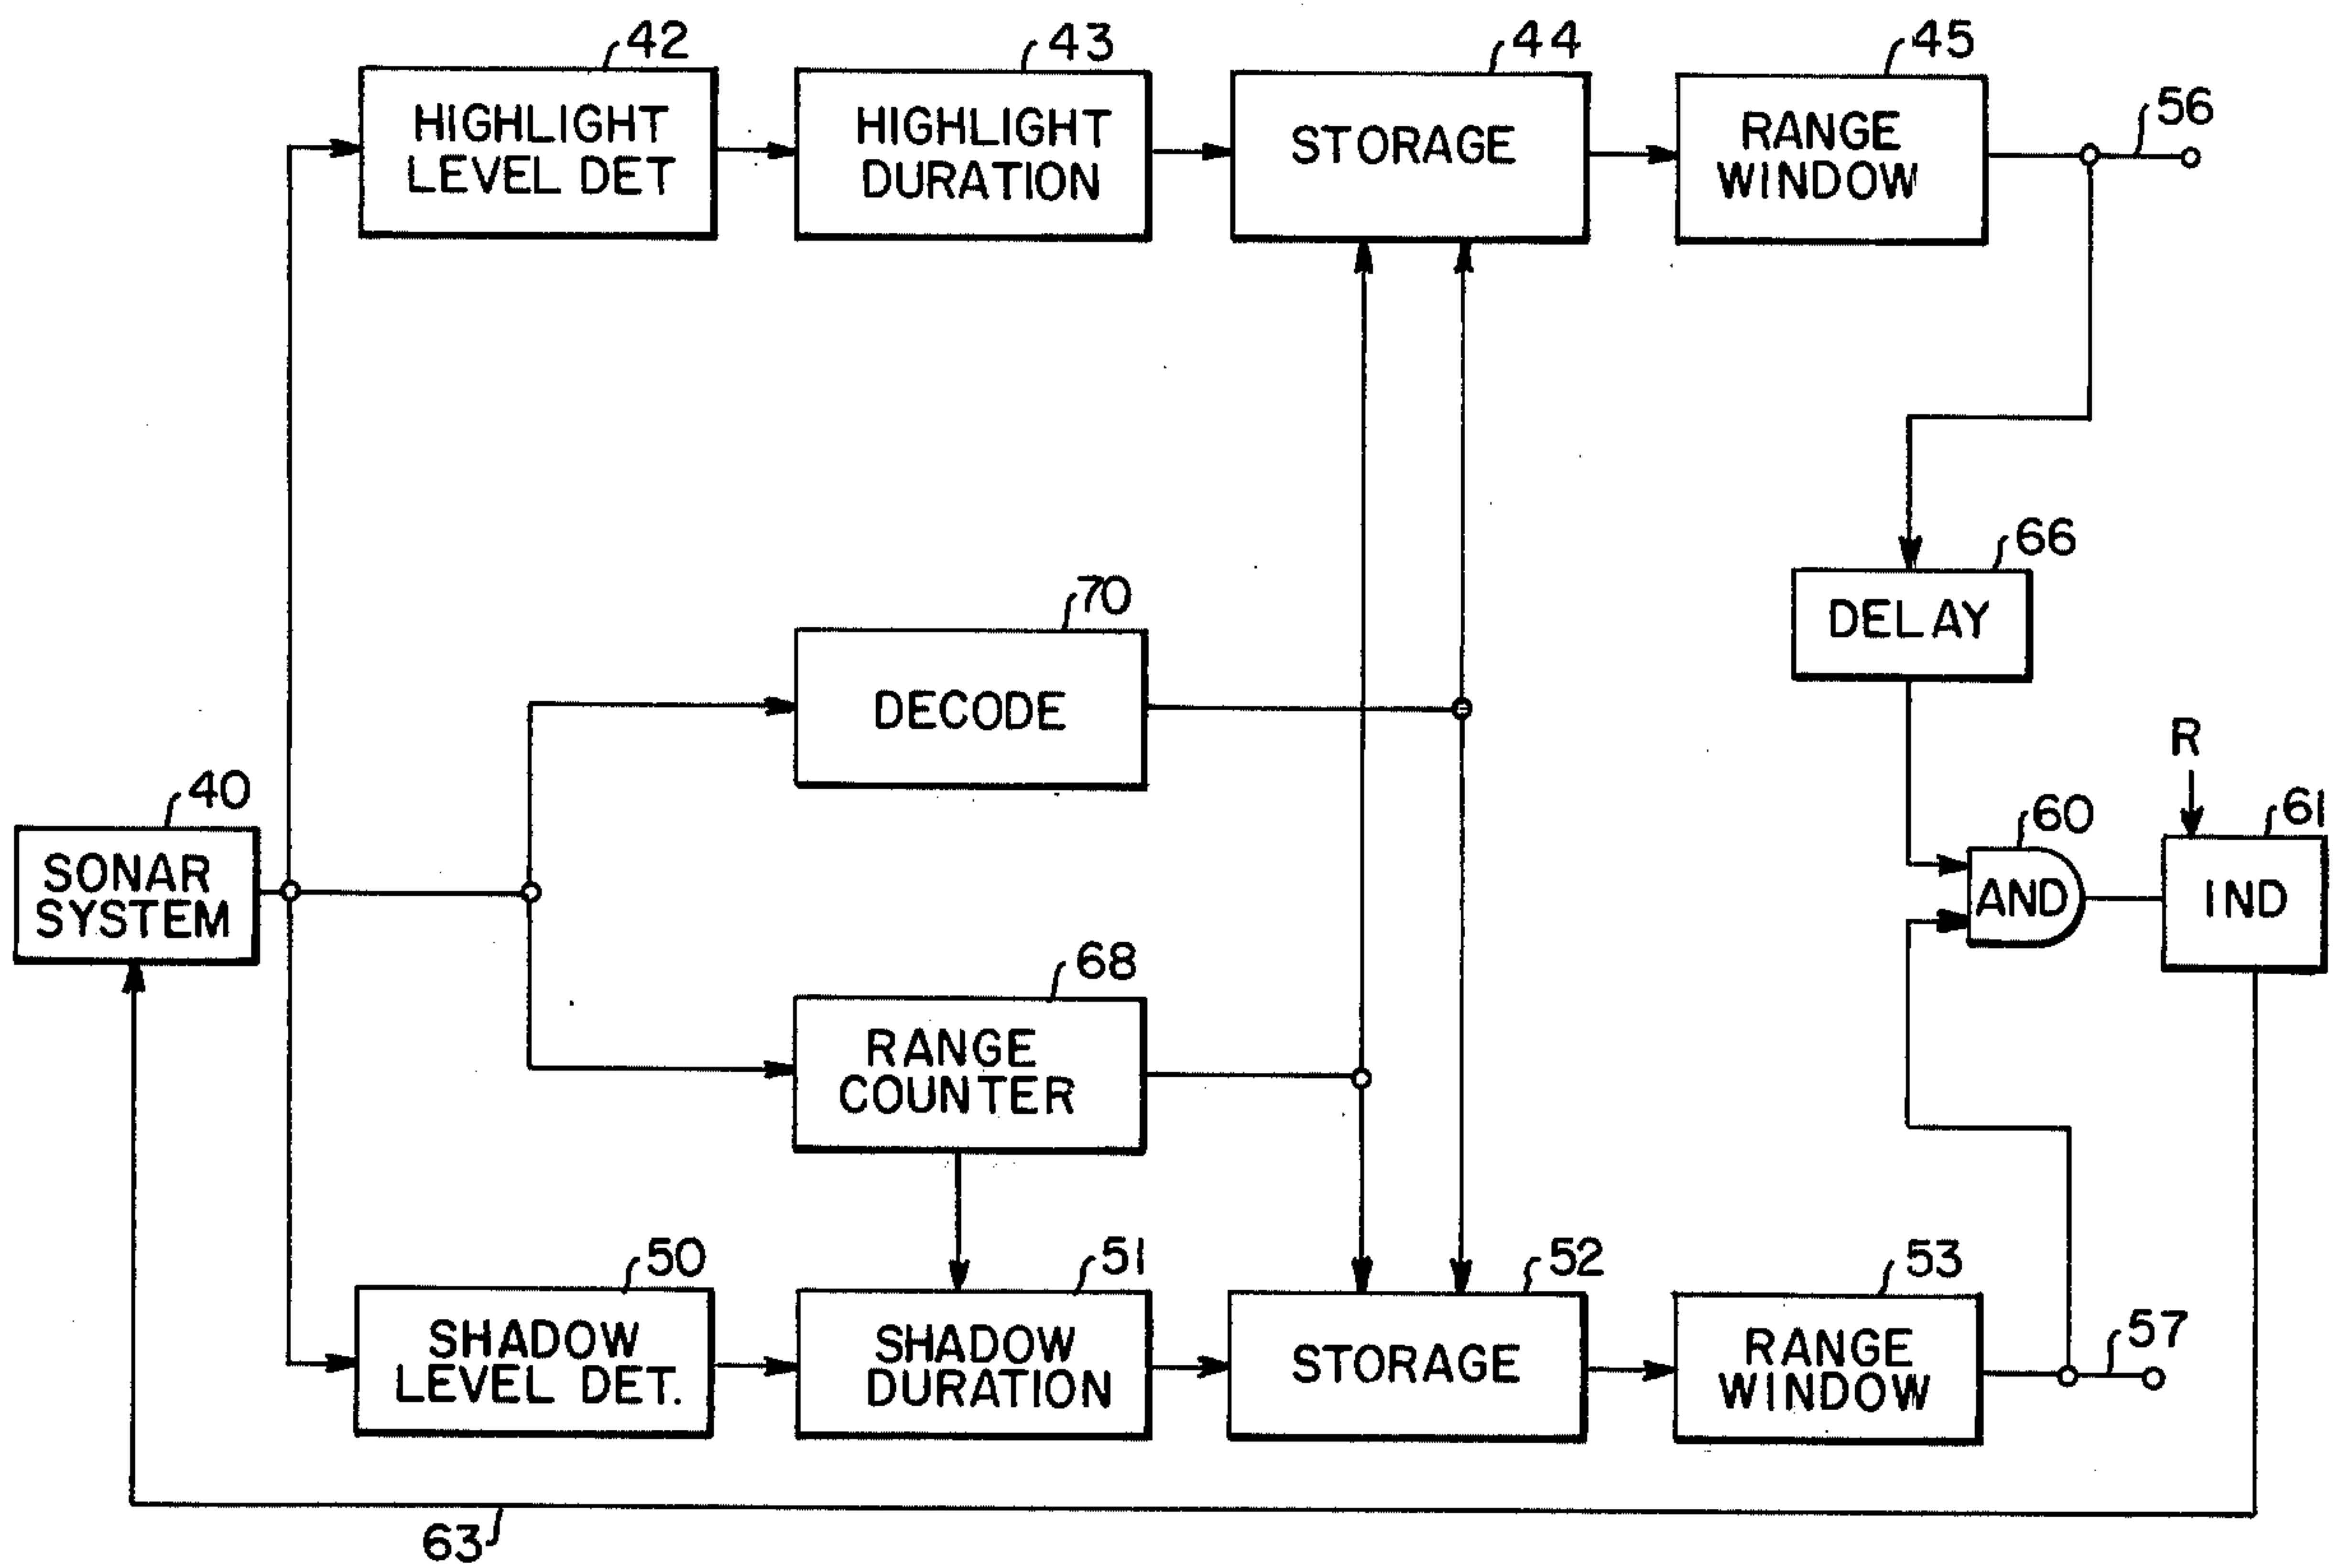 42
43
44
45
HIGHLIGHT
LEVEL DET
HIGHLIGHT
DURATION
STORAGE
RANGE
WINDOW
56
66
DELAY
70
DECODE
R
40
SONAR
SYSTEM
60
AND
61
IND
68
RANGE
COUNTER
50
SHADOW
LEVEL DET.
51
SHADOW
DURATION
52
STORAGE
53
RANGE
WINDOW
57
63